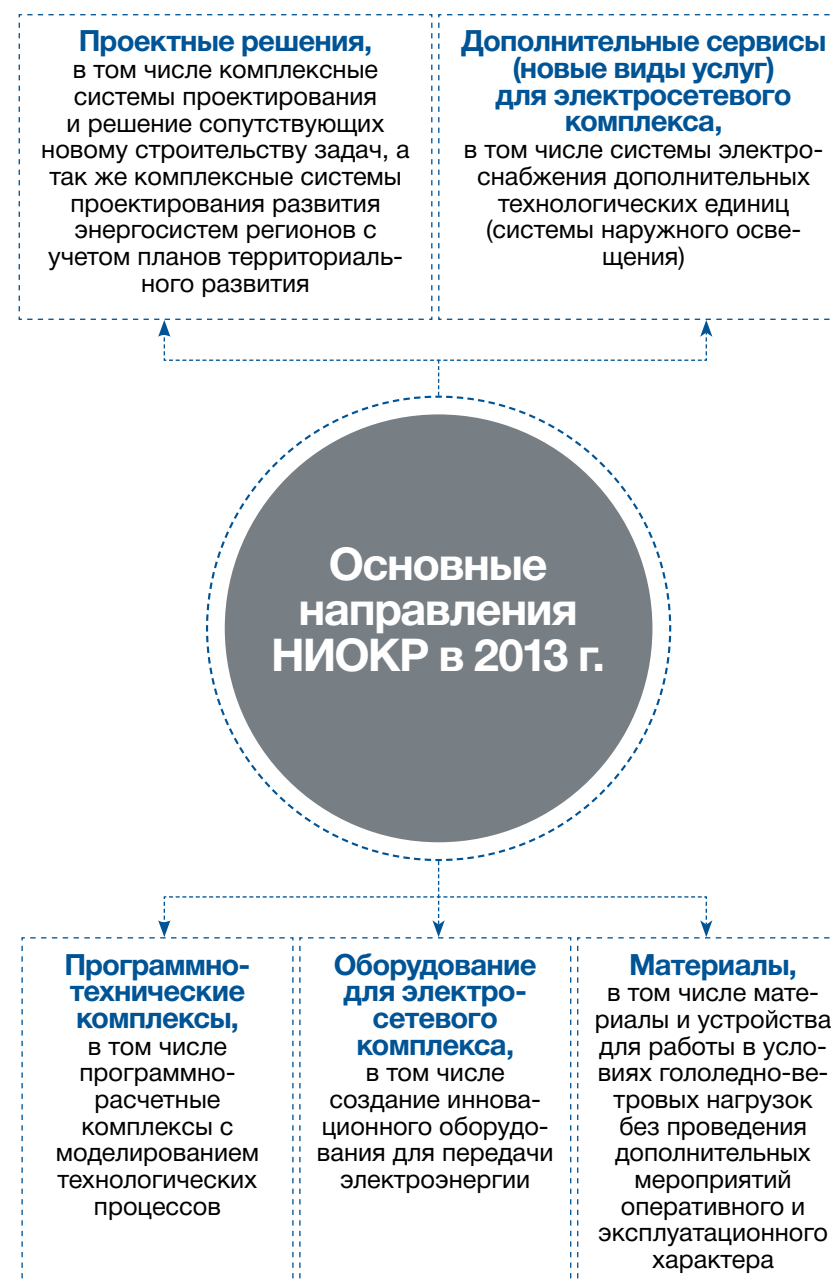 Проектные решения,
в том числе комплексные
системы проектирования
и решение сопутствующих
новому строительству задач, а
так же комплексные системы
проектирования развития
энергосистем регионов с
учетом планов территориаль-
ного развития
Дополнительные сервисы
(новые виды услуг)
для электросетевого
комплекса,
в том числе системы электро-
снабжения дополнительных
технологических единиц
(системы наружного осве-
щения)
Основные
направления
НИОКР в 2013 г.
Программно-
технические
комплексы,
в том числе
программно-
расчетные
комплексы с
моделированием
технологических
процессов
Оборудование
для электро-
сетевого
комплекса,
в том числе
создание иннова-
ционного оборудо-
вания для передачи
электроэнергии
Материалы,
в том числе мате-
риалы и устройства
для работы в усло-
виях гололедно-ве-
тровых нагрузок
без проведения
дополнительных
мероприятий
оперативного и
эксплуатационного
характера